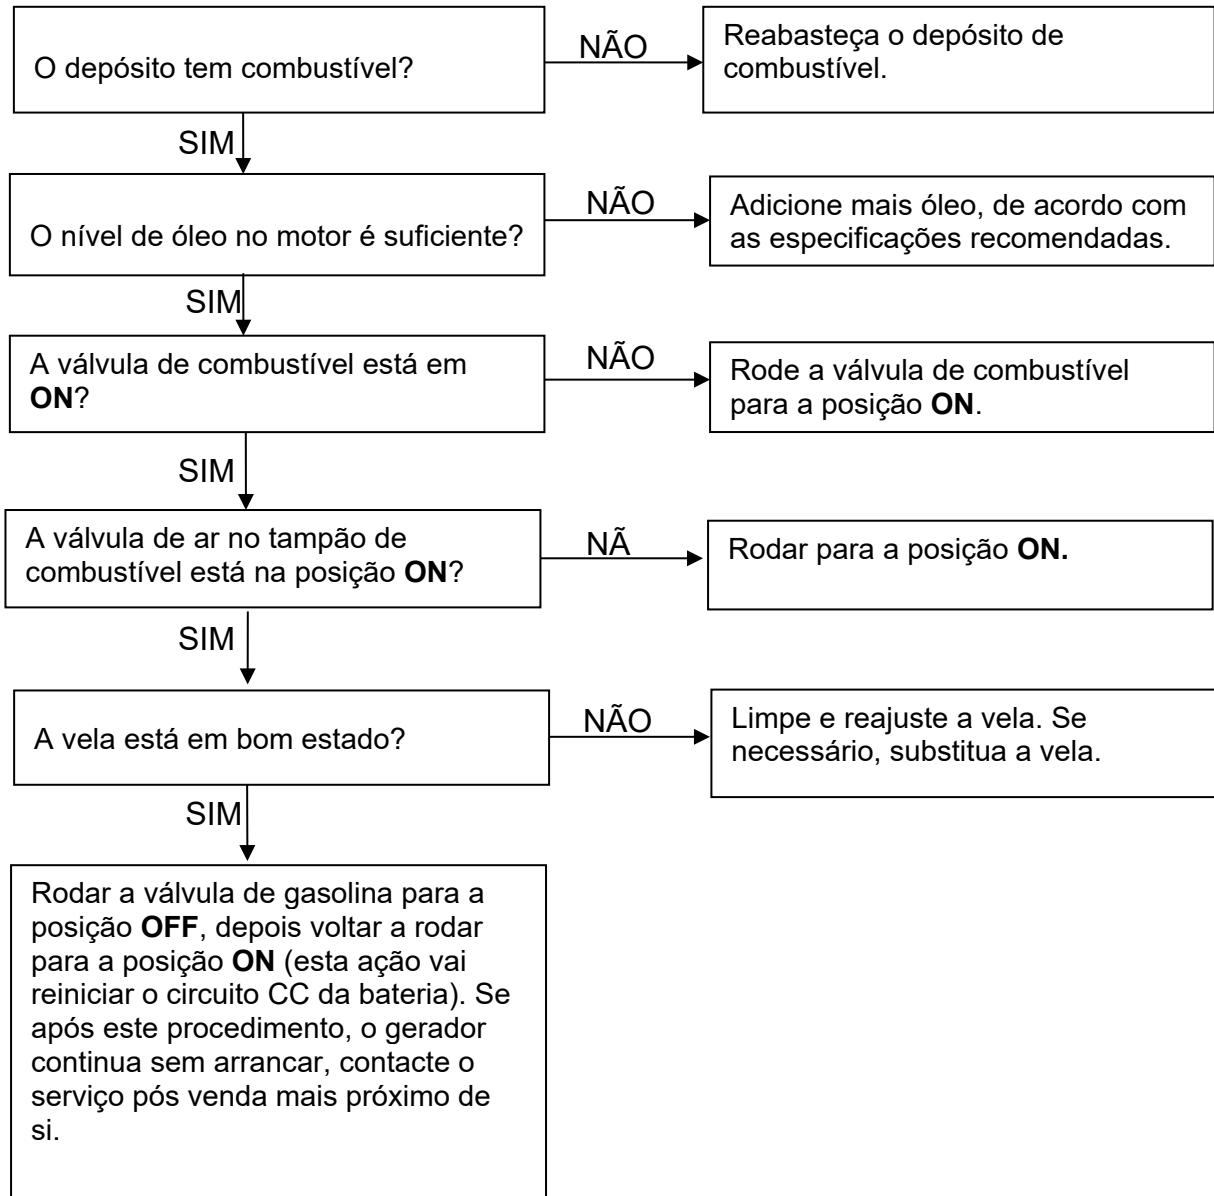 O depósito tem combustível?
NÃO
Reabasteça o depósito de
combustível.
SIM
O nível de óleo no motor é suficiente?
NÃO
Adicione mais óleo, de acordo com
as especificações recomendadas.
SIM
A válvula de combustível está em
ON?
NÃO
Rode a válvula de combustível
para a posição ON.
SIM
A válvula de ar no tampão de
combustível está na posição ON?
NÃ
Rodar para a posição ON.
SIM
A vela está em bom estado?
NÃO
Limpe e reajuste a vela. Se
necessário, substitua a vela.
SIM
Rodar a válvula de gasolina para a
posição OFF, depois voltar a rodar
para a posição ON (esta ação vai
reiniciar o circuito CC da bateria). Se
após este procedimento, o gerador
continua sem arrancar, contacte o
serviço pós venda mais próximo de
si.